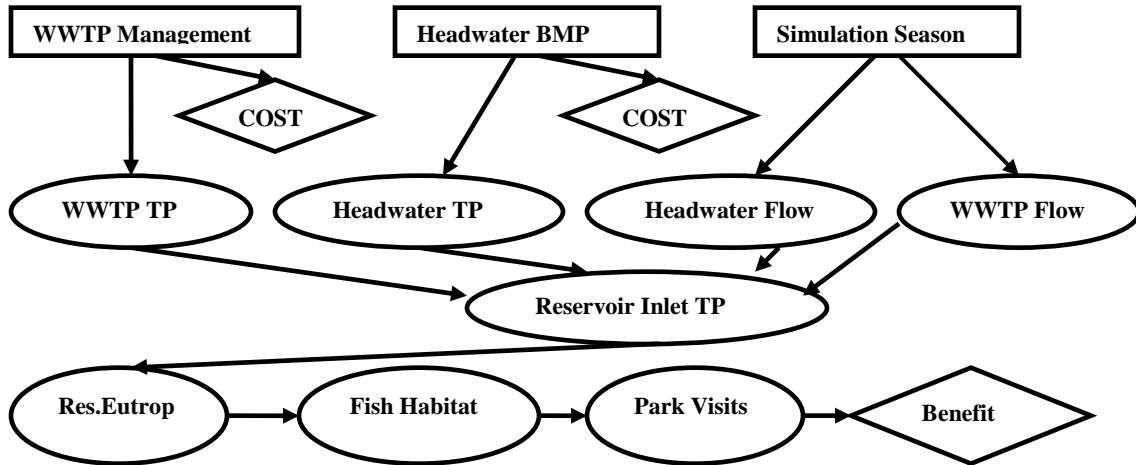 WWTP Management
Headwater BMP
Simulation Season
COST
COST
WWTP TP
Headwater TP
Headwater Flow
WWTP Flow
Reservoir Inlet TP
Res.Eutrop
Fish Habitat
Park Visits
Benefit